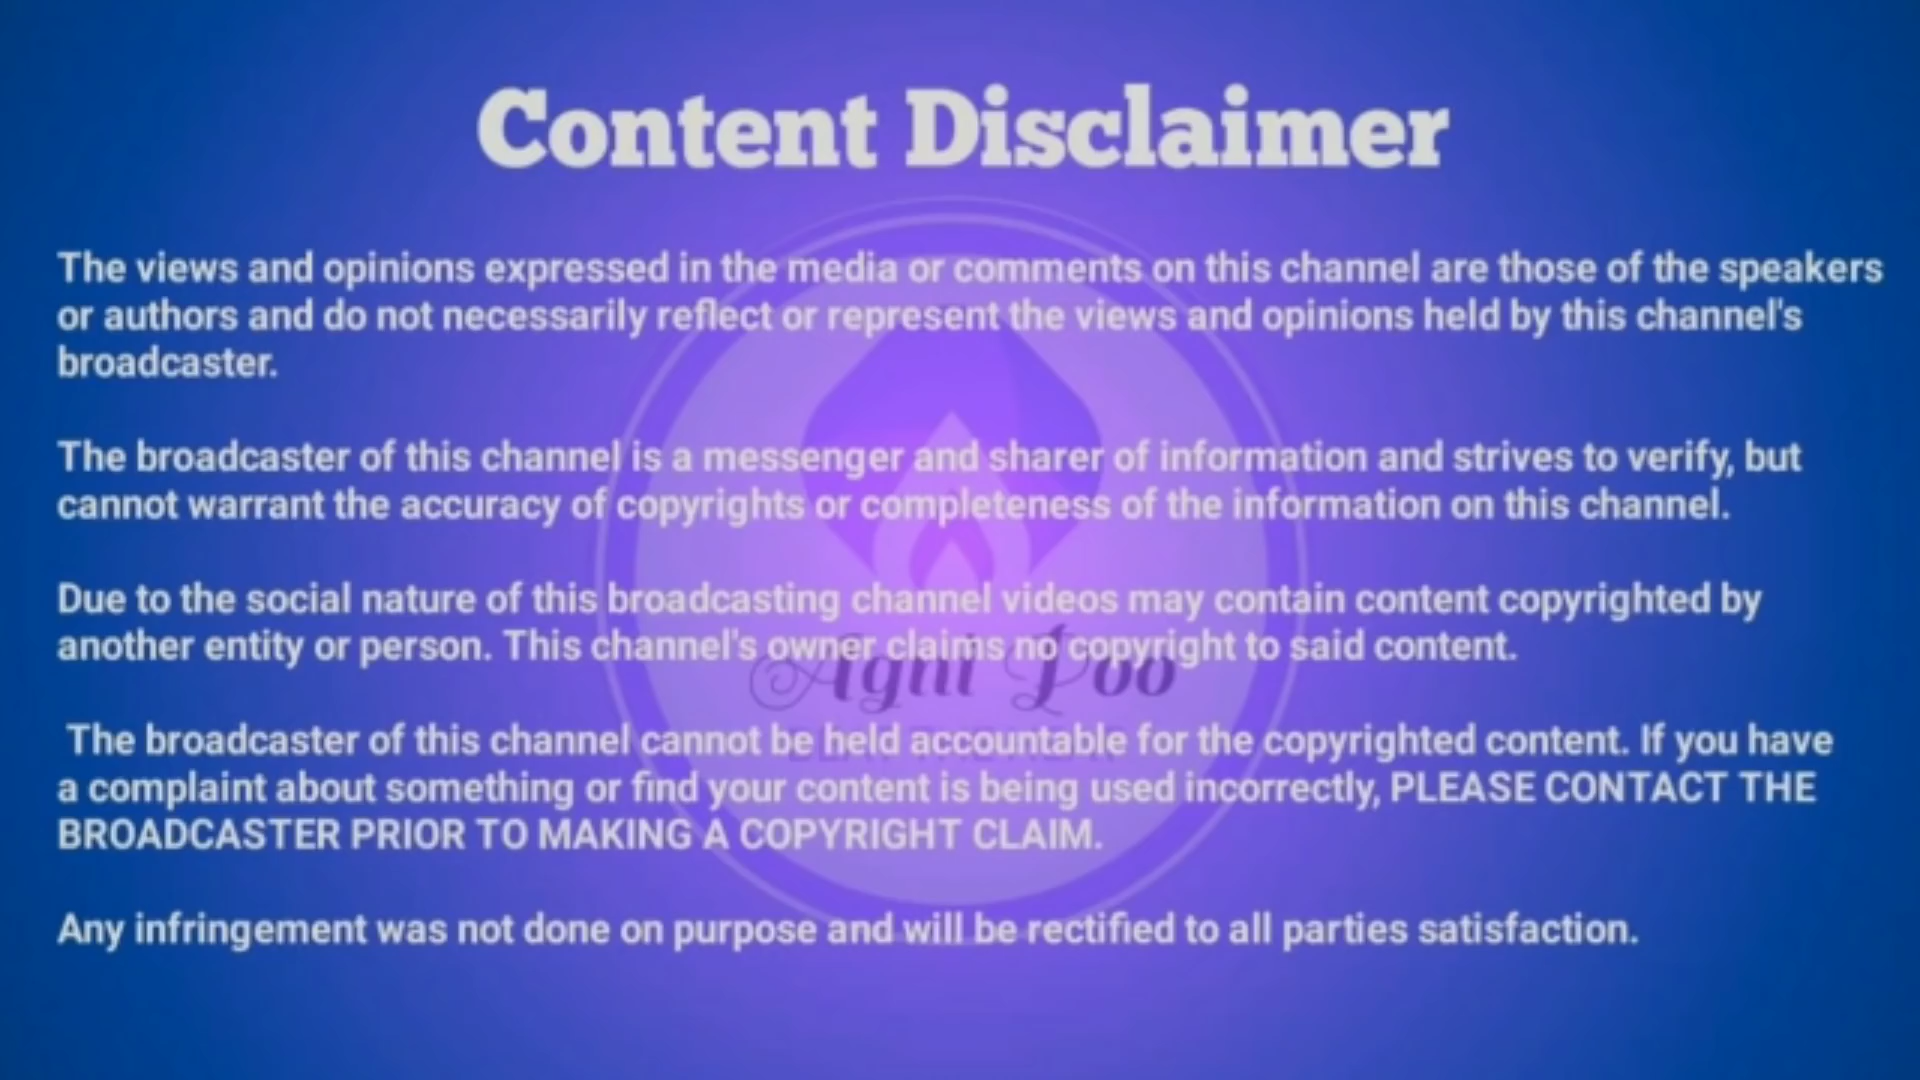 Content Disclaimer
The views and opinions expressed in the media or comments on this channel are those of the speakers
or authors and do not necessarily reflect or represent the views and opinions held by this channel's
broadcaster.
The broadcaster of this channel is a messenger and sharer of information and strives to verify, but
cannot warrant the accuracy of copyrights or completeness of the information on this channel.
Due to the social nature of this broadcasting channel videos may contain content copyrighted by
another entity or person. This channel's owner claims no copyright to said content.
Agni Poo
The broadcaster of this channel cannot be held accountable for the copyrighted content. If you have
a complaint about something or find your content is being used incorrectly, PLEASE CONTACT THE
BROADCASTER PRIOR TO MAKING A COPYRIGHT CLAIM.
Any infringement was not done on purpose and will be rectified to all parties satisfaction.